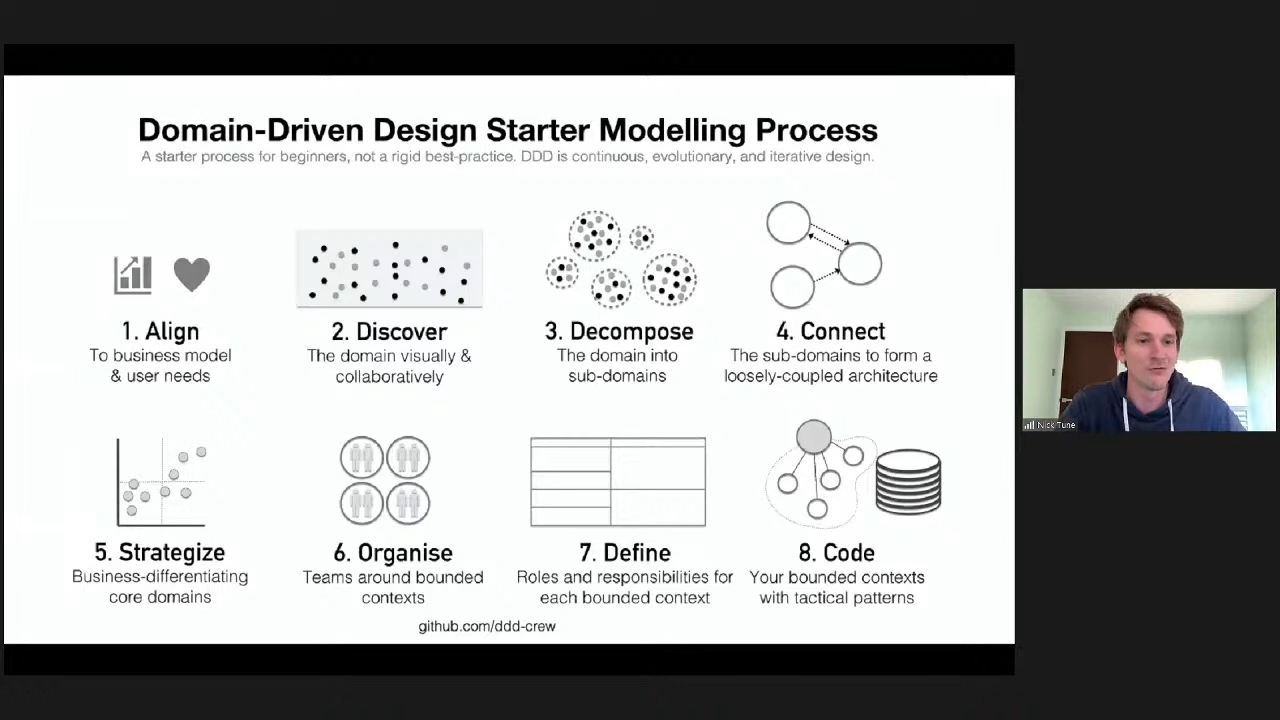 Domain-Driven Design Starter Modelling Process
A starter process for beginners, not a rigid best-practice. DDD is continuous, evolutionary, and iterative design.
1. Align
To business model
& user needs
2. Discover
The domain visually &
collaboratively
3. Decompose
The domain into
sub-domains
4. Connect
The sub-domains to form a
loosely-coupled architecture
5. Strategize
Business-differentiating
core domains
6. Organise
Teams around bounded
contexts
7. Define
Roles and responsibilities for
each bounded context
8. Code
Your bounded contexts
with tactical patterns
github.com/ddd-crew
Nick Tune